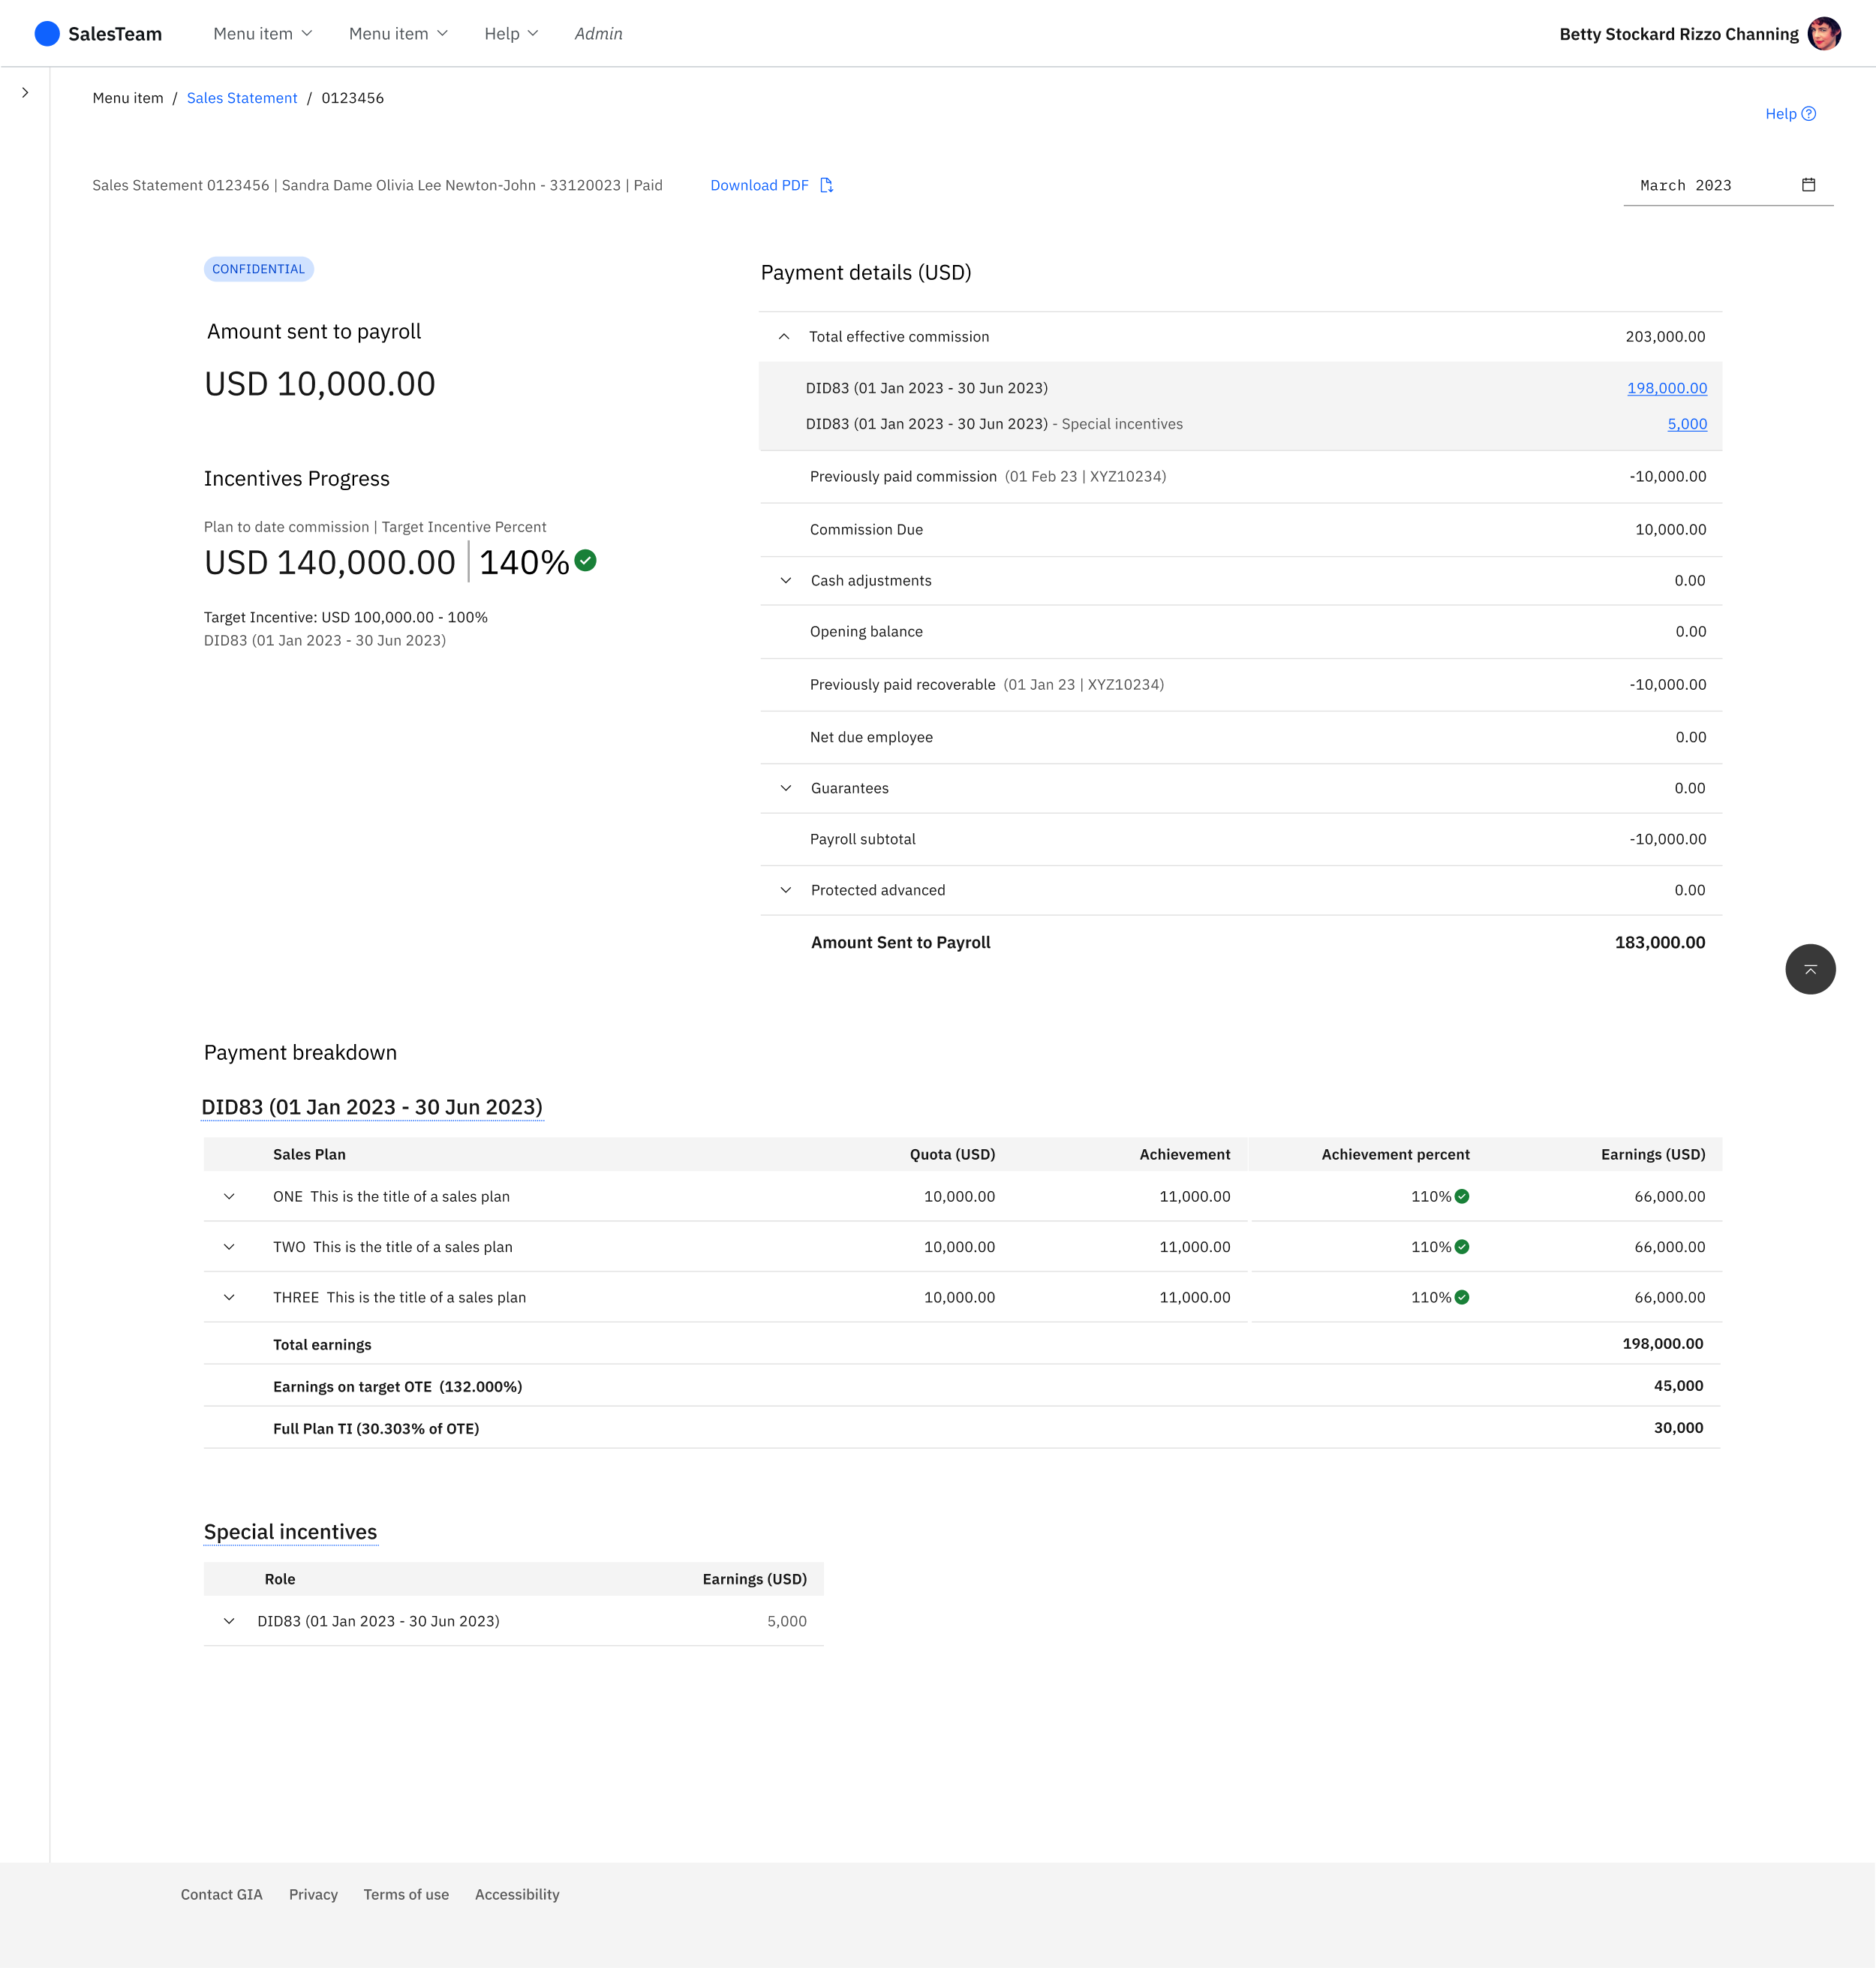 SalesTeam Menu item Menu item Help Admin Betty Stockard Rizzo Channing
Menu item / Sales Statement / 0123456
Help
Sales Statement 0123456 | Sandra Dame Olivia Lee Newton-John - 33120023 | Paid Download PDF March 2023
CONFIDENTIAL
Amount sent to payroll
USD 10,000.00
Incentives Progress
Plan to date commission | Target Incentive Percent
USD 140,000.00 140%
Target Incentive: USD 100,000.00 - 100%
DID83 (01 Jan 2023 - 30 Jun 2023)
Payment details (USD)
Total effective commission 203,000.00
DID83 (01 Jan 2023 - 30 Jun 2023) 198,000.00
DID83 (01 Jan 2023 - 30 Jun 2023) - Special incentives 5,000
Previously paid commission (01 Feb 23 | XYZ10234) -10,000.00
Commission Due 10,000.00
Cash adjustments 0.00
Opening balance 0.00
Previously paid recoverable (01 Jan 23 | XYZ10234) -10,000.00
Net due employee 0.00
Guarantees 0.00
Payroll subtotal -10,000.00
Protected advanced 0.00
Amount Sent to Payroll 183,000.00
Payment breakdown
DID83 (01 Jan 2023 - 30 Jun 2023)
Sales Plan Quota (USD) Achievement Achievement percent Earnings (USD)
ONE This is the title of a sales plan 10,000.00 11,000.00 110% 66,000.00
TWO This is the title of a sales plan 10,000.00 11,000.00 110% 66,000.00
THREE This is the title of a sales plan 10,000.00 11,000.00 110% 66,000.00
Total earnings 198,000.00
Earnings on target OTE (132.000%) 45,000
Full Plan TI (30.303% of OTE) 30,000
Special incentives
Role Earnings (USD)
DID83 (01 Jan 2023 - 30 Jun 2023) 5,000
Contact GIA Privacy Terms of use Accessibility